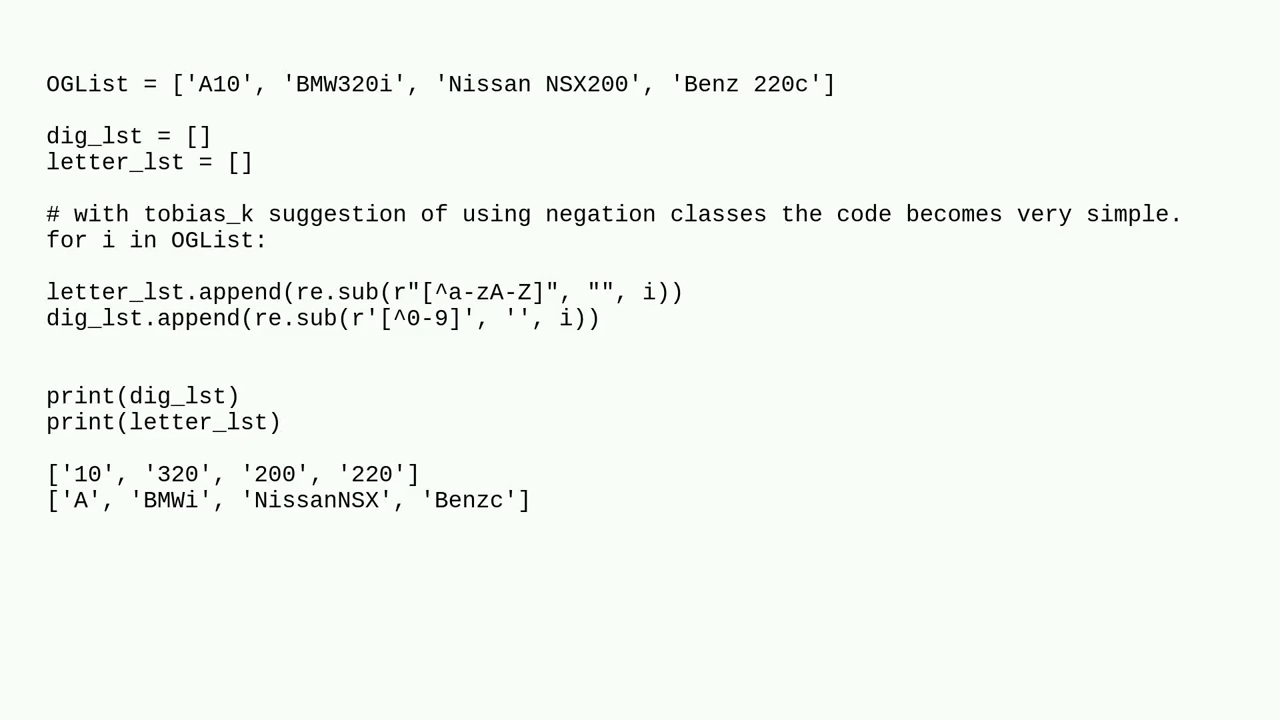 OGList = ['A10', 'BMW320i', 'Nissan NSX200', 'Benz 220c']
dig_lst = []
letter_lst = []
# with tobias_k suggestion of using negation classes the code becomes very simple.
for i in OGList:
letter_lst.append(re.sub(r"[^a-zA-Z]", "", i))
dig_lst.append(re.sub(r'[^0-9]', '', i))
print(dig_lst)
print(letter_lst)
['10', '320', '200', '220']
['A', 'BMWi', 'NissanNSX', 'Benzc']